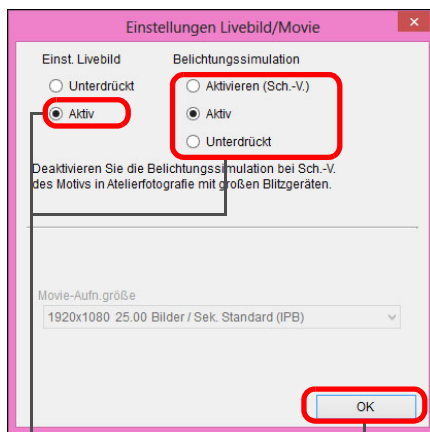 Einstellungen Livebild/Movie
Einst. Livebild
Unterdrückt
Aktiv
Belichtungssimulation
Aktivieren (Sch.-V.)
Aktiv
Unterdrückt
Deaktivieren Sie die Belichtungssimulation bei Sch.-V.
des Motivs in Atelierfotografie mit großen Blitzgeräten.
Movie-Aufn.größe
1920x1080 25.00 Bilder / Sek. Standard (IPB)
OK